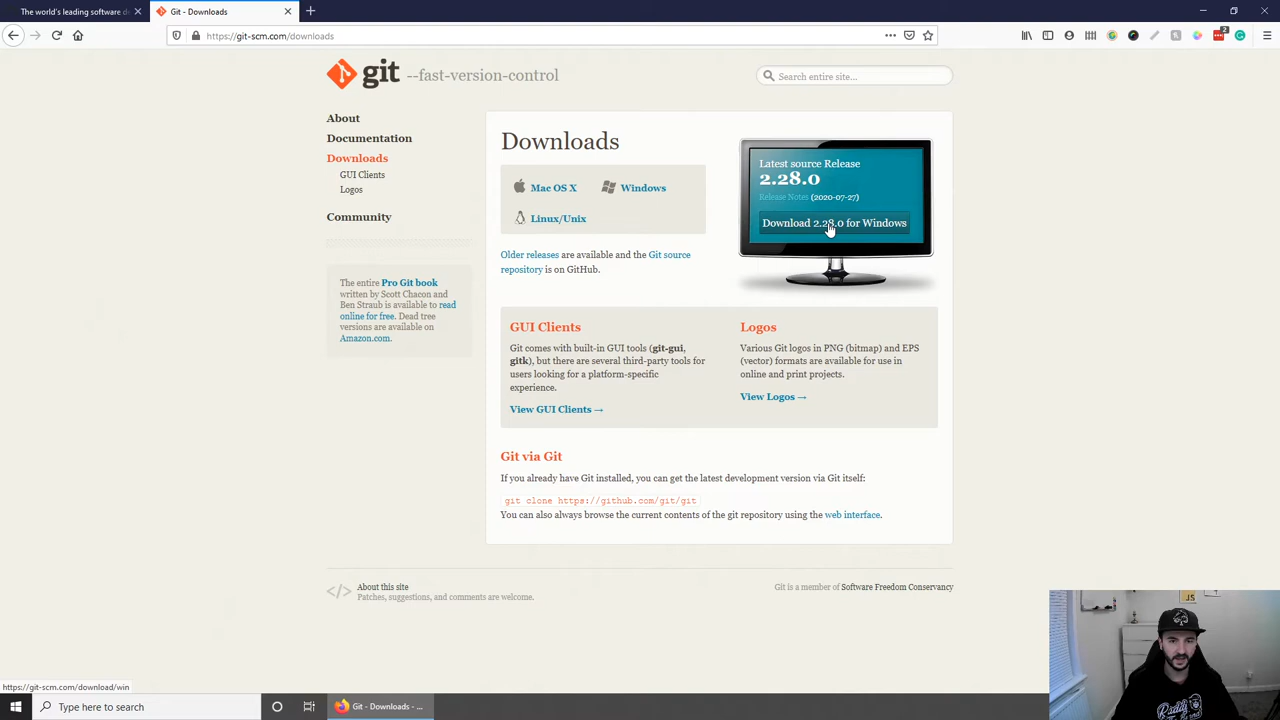 The world's leading software de
Git - Downloads
https://git-scm.com/downloads
2
git --fast-version-control
Search entire site...
About
Documentation
Downloads
GUI Clients
Logos
Community
The entire Pro Git book
written by Scott Chacon and
Ben Straub is available to read
online for free. Dead tree
versions are available on
Amazon.com.
Downloads
Mac OS X
Windows
Linux/Unix
Older releases are available and the Git source
repository is on GitHub.
Latest source Release
2.28.0
Release Notes (2020-07-27)
Download 2.28.0 for Windows
GUI Clients
Git comes with built-in GUI tools (git-gui,
gitk), but there are several third-party tools for
users looking for a platform-specific
experience.
View GUI Clients →
Logos
Various Git logos in PNG (bitmap) and EPS
(vector) formats are available for use in
online and print projects.
View Logos →
Git via Git
If you already have Git installed, you can get the latest development version via Git itself:
git clone https://github.com/git/git
You can also always browse the current contents of the git repository using the web interface.
</> About this site
Patches, suggestions, and comments are welcome.
Git is a member of Software Freedom Conservancy
JS
https://git-scm.com/download/win
Type here to search
Git - Downloads - ...